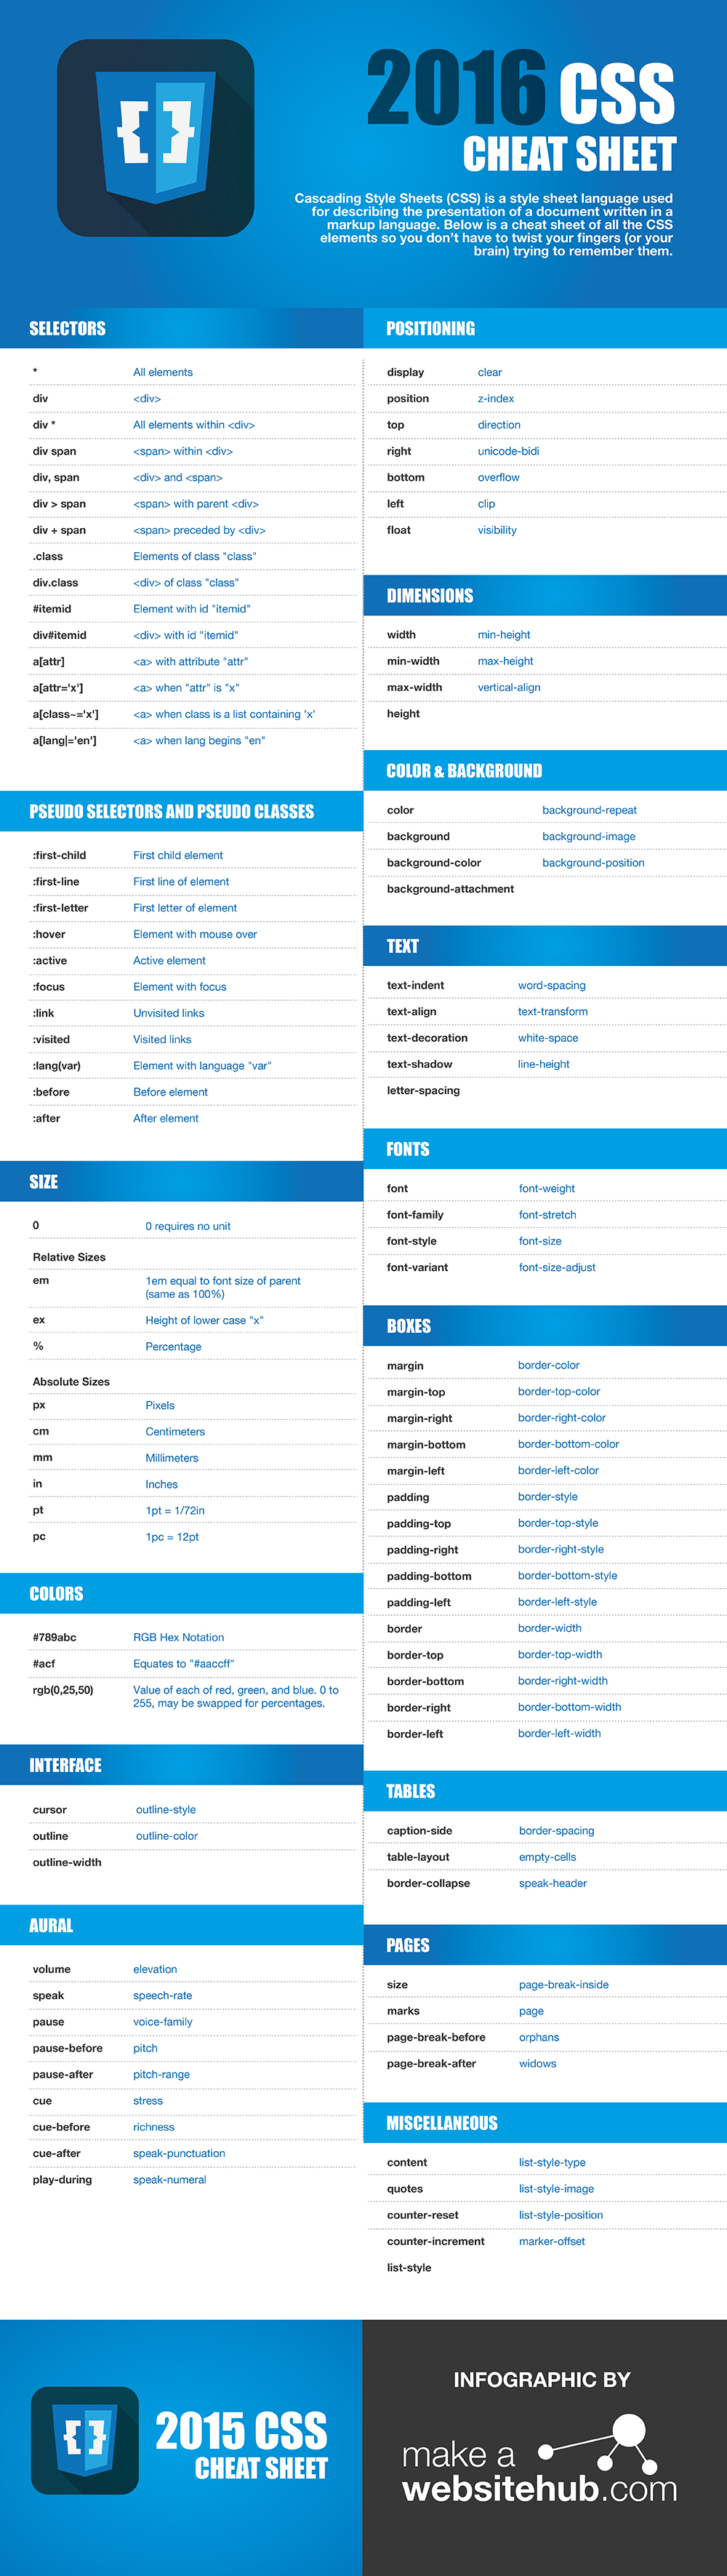 2016 CSS
CHEAT SHEET
Cascading Style Sheets (CSS) is a style sheet language used
for describing the presentation of a document written in a
markup language. Below is a cheat sheet of all the CSS
elements so you don't have to twist your fingers (or your
brain) trying to remember them.
SELECTORS
* All elements
div <div>
div * All elements within <div>
div span <span> within <div>
div, span <div> and <span>
div > span <span> with parent <div>
div + span <span> preceded by <div>
.class Elements of class "class"
div.class <div> of class "class"
#itemid Element with id "itemid"
div#itemid <div> with id "itemid"
a[attr] <a> with attribute "attr"
a[attr='x'] <a> when "attr" is "x"
a[class~='x'] <a> when class is a list containing 'x'
a[lang|='en'] <a> when lang begins "en"
PSEUDO SELECTORS AND PSEUDO CLASSES
:first-child First child element
:first-line First line of element
:first-letter First letter of element
:hover Element with mouse over
:active Active element
:focus Element with focus
:link Unvisited links
:visited Visited links
:lang(var) Element with language "var"
:before Before element
:after After element
SIZE
0 0 requires no unit
Relative Sizes
em 1em equal to font size of parent
(same as 100%)
ex Height of lower case "x"
% Percentage
Absolute Sizes
px Pixels
cm Centimeters
mm Millimeters
in Inches
pt 1pt = 1/72in
pc 1pc = 12pt
COLORS
#789abc RGB Hex Notation
#acf Equates to "#aaccff"
rgb(0,25,50) Value of each of red, green, and blue. 0 to
255, may be swapped for percentages.
INTERFACE
cursor outline-style
outline outline-color
outline-width
AURAL
volume elevation
speak speech-rate
pause voice-family
pause-before pitch
pause-after pitch-range
cue stress
cue-before richness
cue-after speak-punctuation
play-during speak-numeral
POSITIONING
display clear
position z-index
top direction
right unicode-bidi
bottom overflow
left clip
float visibility
DIMENSIONS
width min-height
min-width max-height
max-width vertical-align
height
COLOR & BACKGROUND
color background-repeat
background background-image
background-color background-position
background-attachment
TEXT
text-indent word-spacing
text-align text-transform
text-decoration white-space
text-shadow line-height
letter-spacing
FONTS
font font-weight
font-family font-stretch
font-style font-size
font-variant font-size-adjust
BOXES
margin border-color
margin-top border-top-color
margin-right border-right-color
margin-bottom border-bottom-color
margin-left border-left-color
padding border-style
padding-top border-top-style
padding-right border-right-style
padding-bottom border-bottom-style
padding-left border-left-style
border border-width
border-top border-top-width
border-bottom border-right-width
border-right border-bottom-width
border-left border-left-width
TABLES
caption-side border-spacing
table-layout empty-cells
border-collapse speak-header
PAGES
size page-break-inside
marks page
page-break-before orphans
page-break-after widows
MISCELLANEOUS
content list-style-type
quotes list-style-image
counter-reset list-style-position
counter-increment marker-offset
list-style
2015 CSS
CHEAT SHEET
INFOGRAPHIC BY
make a
websitehub.com